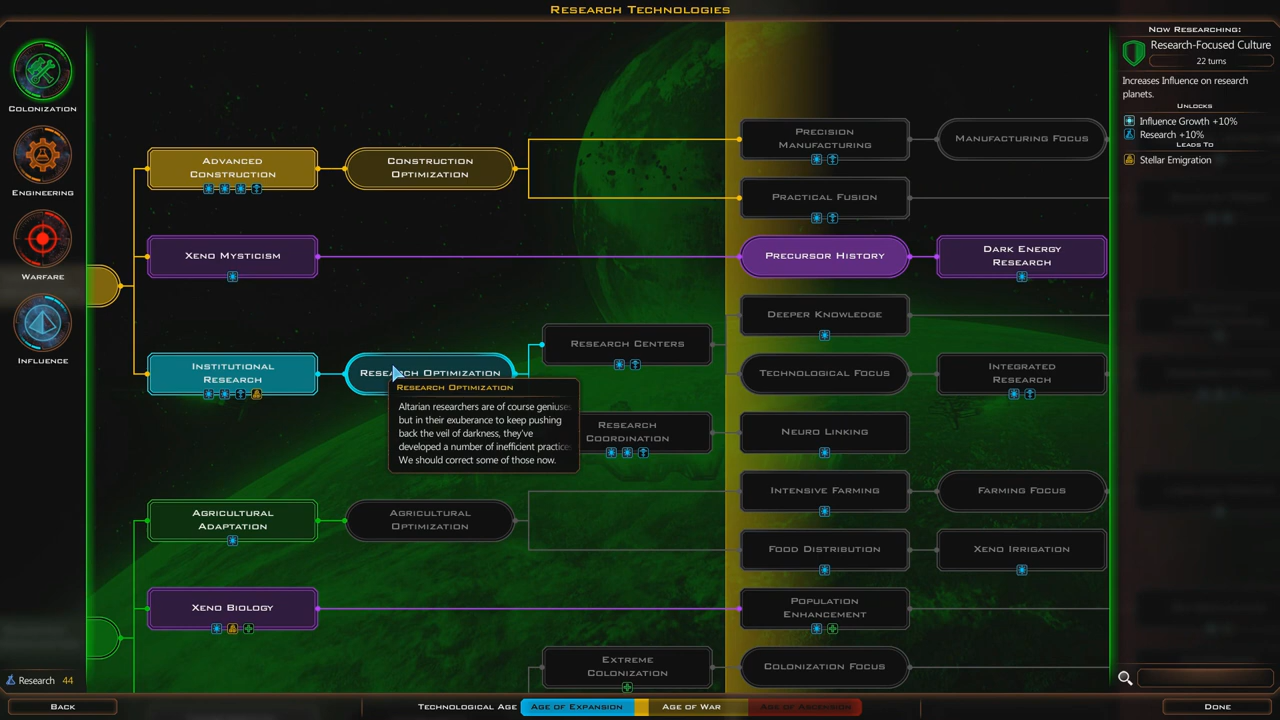 Research Technologies
Colonization
Engineering
Warfare
Influence
Research 44
Advanced
Construction
Construction
Optimization
Xeno Mysticism
Institutional
Research
Research Optimization
Research Optimization
Altarian researchers are of course geniuses
but in their exuberance to keep pushing
back the veil of darkness, they've
developed a number of inefficient practice
We should correct some of those now.
Agricultural
Adaptation
Agricultural
Optimization
Xeno Biology
Research Centers
Research
Coordination
Extreme
Colonization
Precision
Manufacturing
Manufacturing Focus
Practical Fusion
Precursor History
Dark Energy
Research
Deeper Knowledge
Technological Focus
Integrated
Research
Neuro Linking
Intensive Farming
Farming Focus
Food Distribution
Xeno Irrigation
Population
Enhancement
Colonization Focus
Now Researching:
Research-Focused Culture
22 turns
Increases Influence on research
planets.
Unlocks
Influence Growth +10%
Research +10%
Leads To
Stellar Emigration
Back
Technological Age
Age of Expansion
Age of War
Age of Ascension
Done